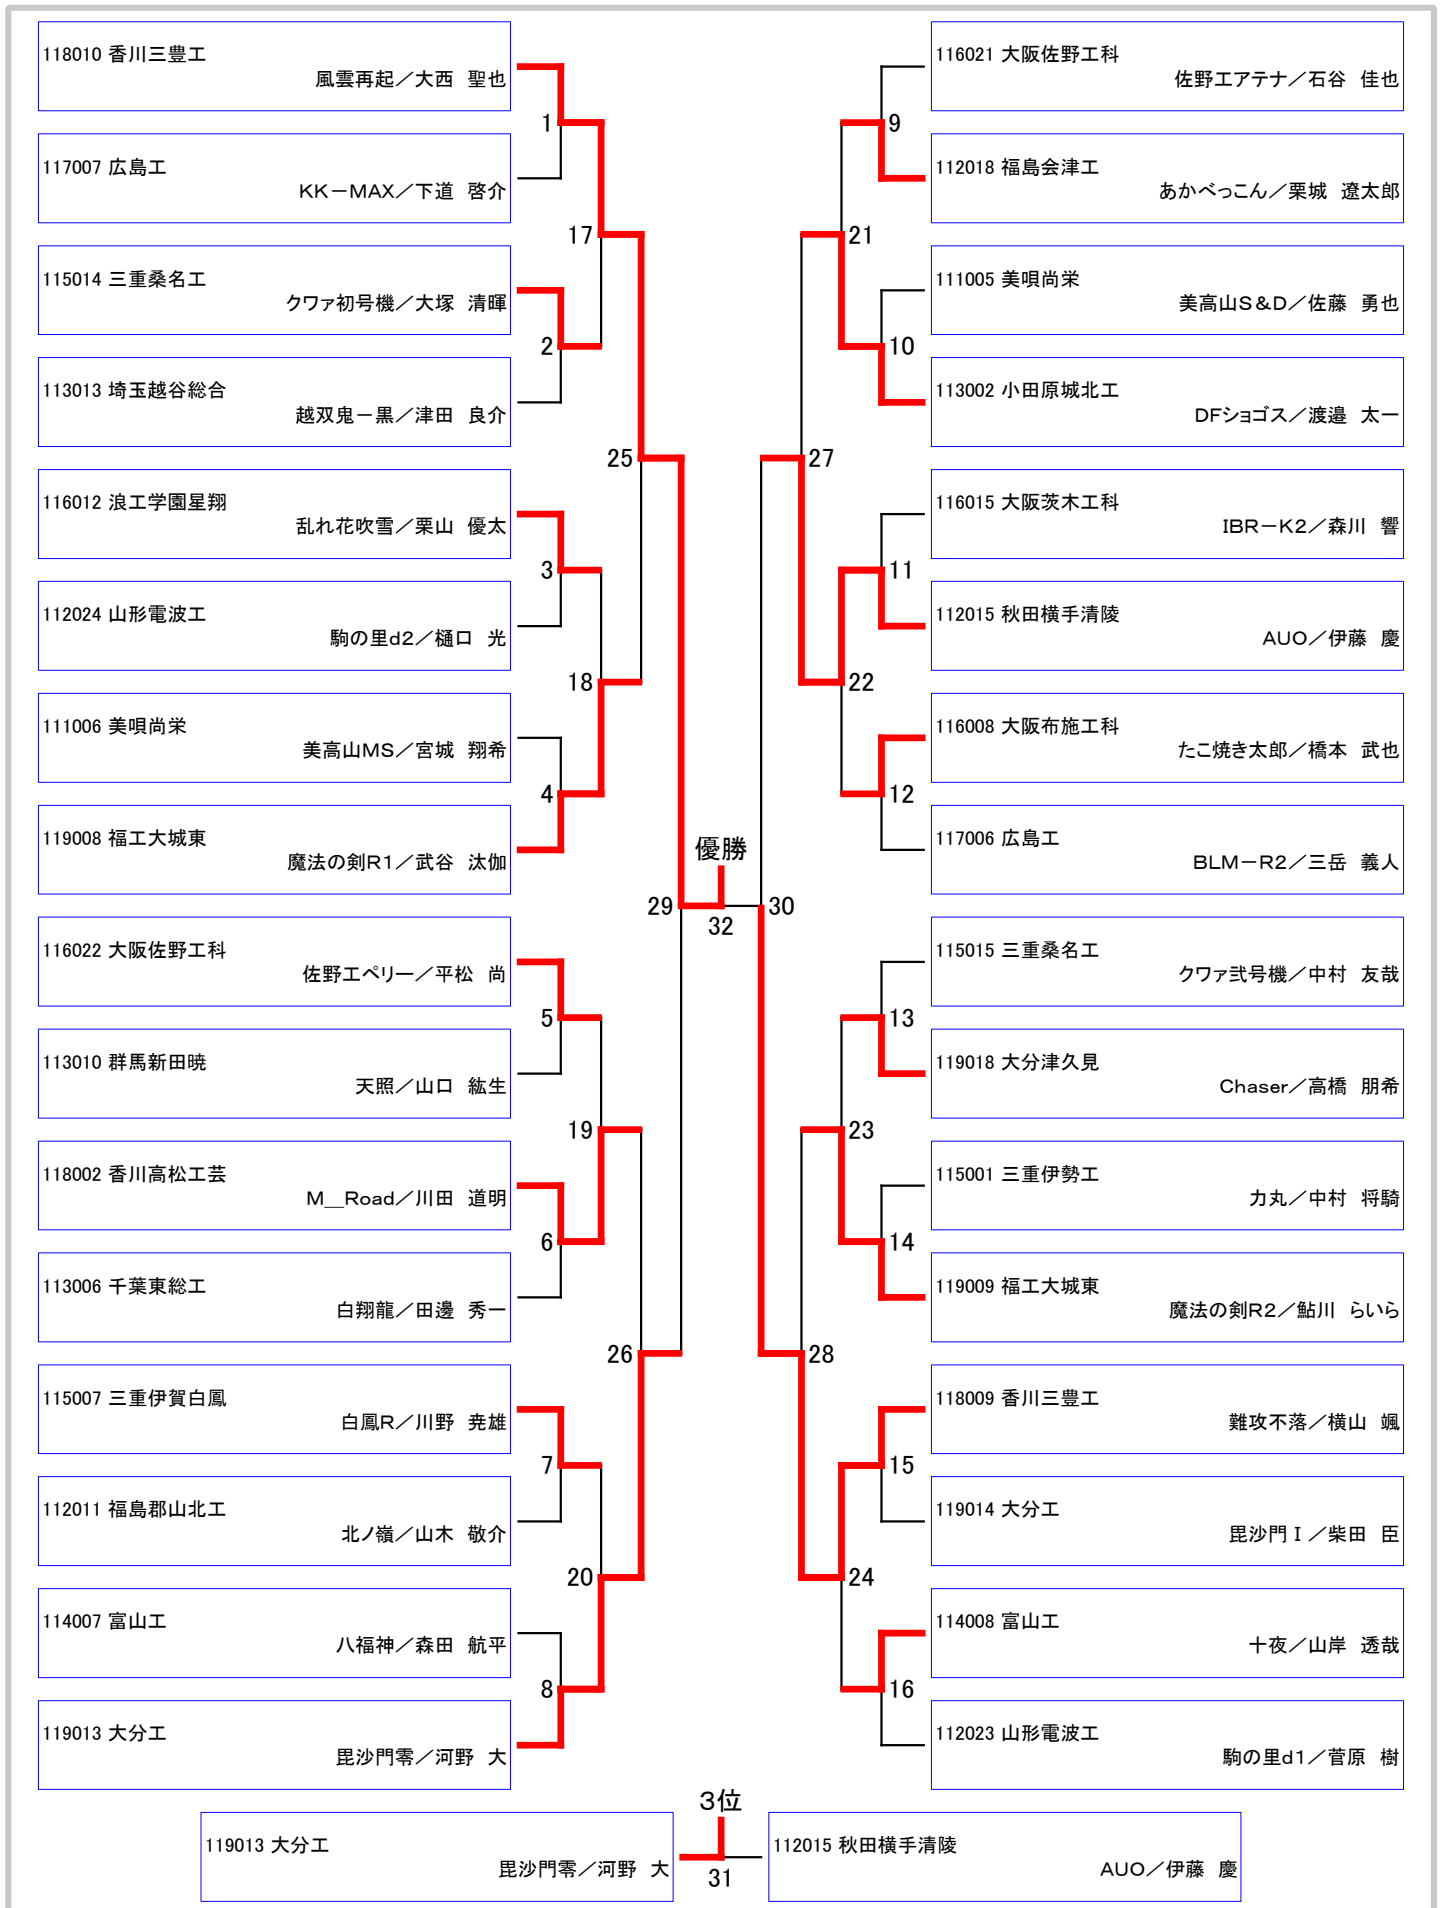 118010 香川三豊工
風雲再起／大西 聖也
1
117007 広島工
KK－MAX／下道 啓介
17
115014 三重桑名工
クワァ初号機／大塚 清暉
2
113013 埼玉越谷総合
越双鬼－黒／津田 良介
25
116012 浪工学園星翔
乱れ花吹雪／栗山 優太
3
112024 山形電波工
駒の里d2／樋口 光
18
111006 美唄尚栄
美高山MS／宮城 翔希
4
119008 福工大城東
魔法の剣R1／武谷 汰伽
29
116022 大阪佐野工科
佐野工ペリー／平松 尚
5
113010 群馬新田暁
天照／山口 紘生
19
118002 香川高松工芸
M＿Road／川田 道明
6
113006 千葉東総工
白翔龍／田邊 秀一
26
115007 三重伊賀白鳳
白鳳R／川野 尭雄
7
112011 福島郡山北工
北ノ嶺／山木 敬介
20
114007 富山工
八福神／森田 航平
8
119013 大分工
毘沙門零／河野 大
優勝
32
116021 大阪佐野工科
佐野工アテナ／石谷 佳也
9
112018 福島会津工
あかべっこん／栗城 遼太郎
21
111005 美唄尚栄
美高山S＆D／佐藤 勇也
10
113002 小田原城北工
DFショゴス／渡邉 太一
27
116015 大阪茨木工科
IBR－K2／森川 響
11
112015 秋田横手清陵
AUO／伊藤 慶
22
116008 大阪布施工科
たこ焼き太郎／橋本 武也
12
117006 広島工
BLM－R2／三岳 義人
30
115015 三重桑名工
クワァ弐号機／中村 友哉
13
119018 大分津久見
Chaser／高橋 朋希
23
115001 三重伊勢工
力丸／中村 将騎
14
119009 福工大城東
魔法の剣R2／鮎川 らいら
28
118009 香川三豊工
難攻不落／横山 颯
15
119014 大分工
毘沙門Ⅰ／柴田 臣
24
114008 富山工
十夜／山岸 透哉
16
112023 山形電波工
駒の里d1／菅原 樹
3位
119013 大分工
毘沙門零／河野 大
31
112015 秋田横手清陵
AUO／伊藤 慶